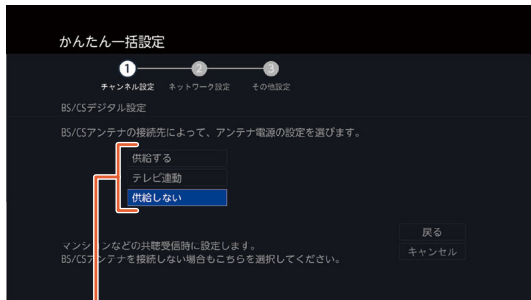 かんたん一括設定
1 2 3
チャンネル設定 ネットワーク設定 その他設定
BS/CSデジタル設定
BS/CSアンテナの接続先によって、アンテナ電源の設定を選びます。
供給する
テレビ連動
供給しない
戻る
キャンセル
マンションなどの共聴受信時に設定します。
BS/CSアンテナを接続しない場合もこちらを選択してください。